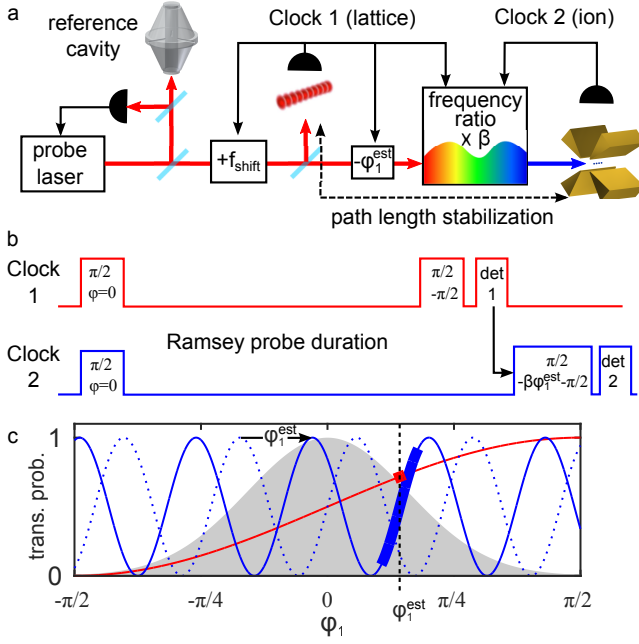 a
reference
cavity
Clock 1 (lattice)
Clock 2 (ion)
probe
laser
+f_shift
-φ₁^est
frequency
ratio
x β
path length stabilization
b
Clock
1
π/2
φ=0
π/2
-π/2
det
1
Ramsey probe duration
Clock
2
π/2
φ=0
π/2
-βφ₁^est-π/2
det
2
c
φ₁^est
trans. prob.
1
0
-π/2
-π/4
0
φ₁^est
π/4
π/2
φ₁